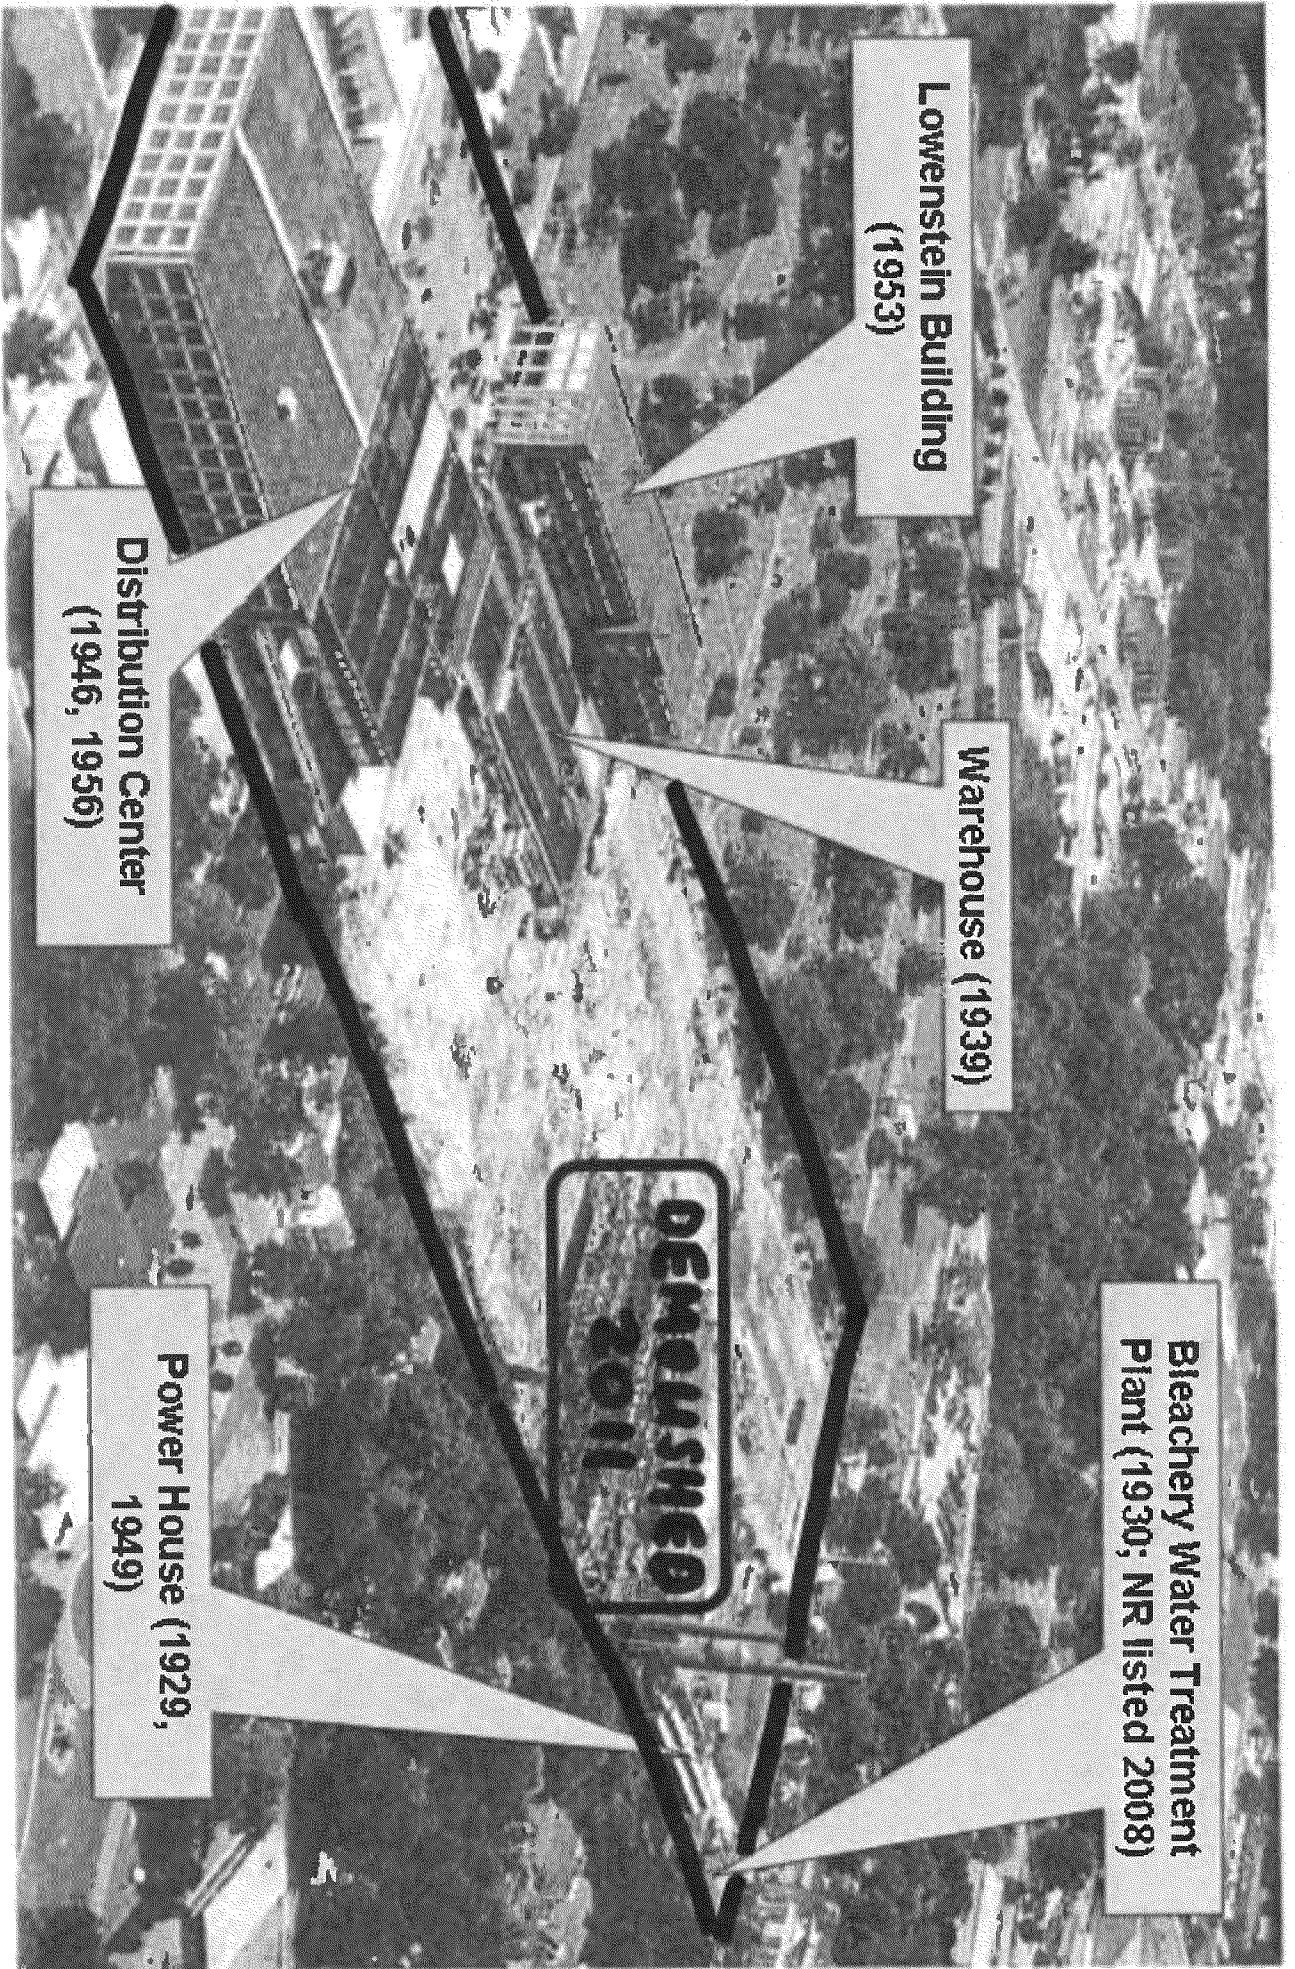 Lowenstein Building
(1953)
Warehouse (1939)
Bleachery Water Treatment
Plant (1930; NR listed 2008)
DEMOLISHED
2011
Distribution Center
(1946, 1956)
Power House (1929,
1949)